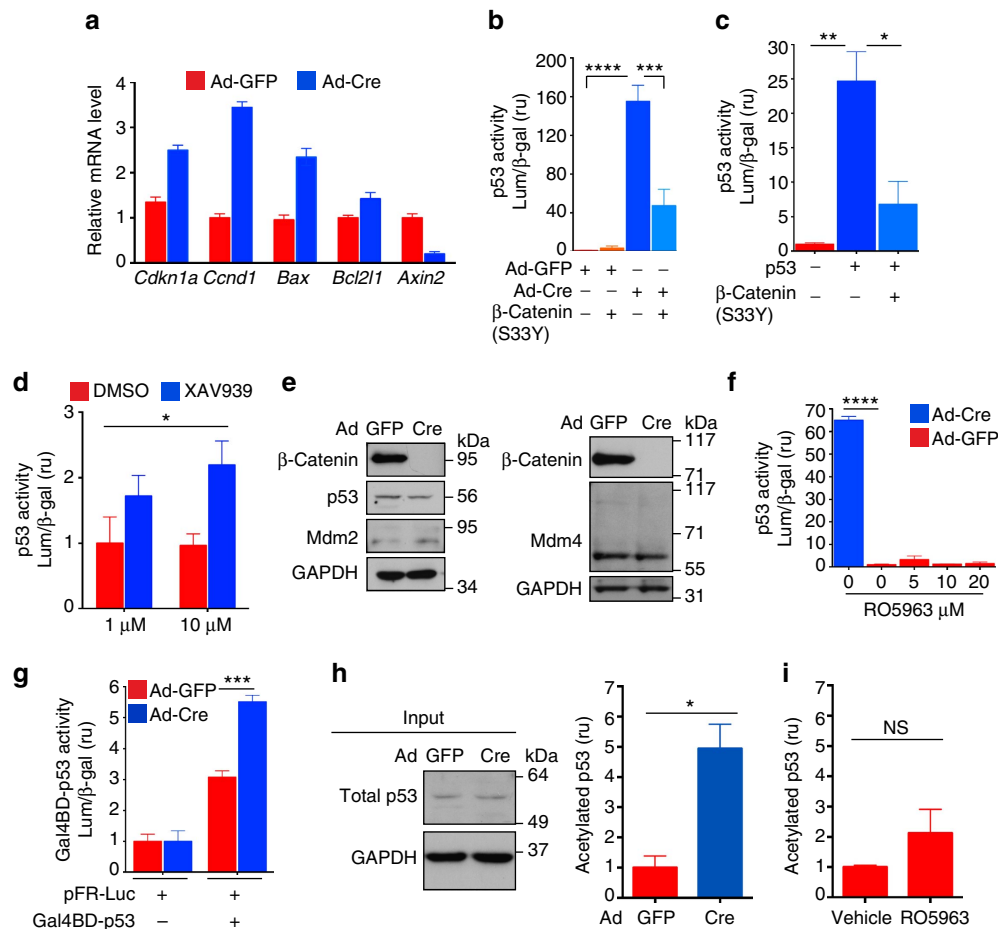 a
Ad-GFP Ad-Cre
Relative mRNA level
4
3
2
1
0
Cdkn1a Ccnd1 Bax Bcl2l1 Axin2
b
p53 activity
Lum/β-gal (ru)
200
160
120
80
40
0
**** ***
Ad-GFP + + – –
Ad-Cre – – + +
β-Catenin – + – +
(S33Y)
c
p53 activity
Lum/β-gal (ru)
30
25
20
15
10
5
0
** *
p53 – + +
β-Catenin – – +
(S33Y)
d
DMSO XAV939
p53 activity
Lum/β-gal (ru)
3
2
1
0
*
1 μM 10 μM
e
Ad GFP Cre kDa
β-Catenin 95
p53 56
Mdm2 95
GAPDH 34
Ad GFP Cre kDa
β-Catenin 117
71
Mdm4 117
71
55
GAPDH 31
f
p53 activity
Lum/β-gal (ru)
70
60
50
40
30
20
10
0
****
Ad-Cre
Ad-GFP
0 0 5 10 20
RO5963 μM
g
Gal4BD-p53 activity
Lum/β-gal (ru)
6
5
4
3
2
1
0
Ad-GFP
Ad-Cre
***
pFR-Luc + +
Gal4BD-p53 – +
h
Input
Ad GFP Cre kDa
Total p53 64
49
GAPDH 37
Acetylated p53 (ru)
7
6
5
4
3
2
1
0
*
Ad GFP Cre
i
Acetylated p53 (ru)
7
6
5
4
3
2
1
0
NS
Vehicle RO5963